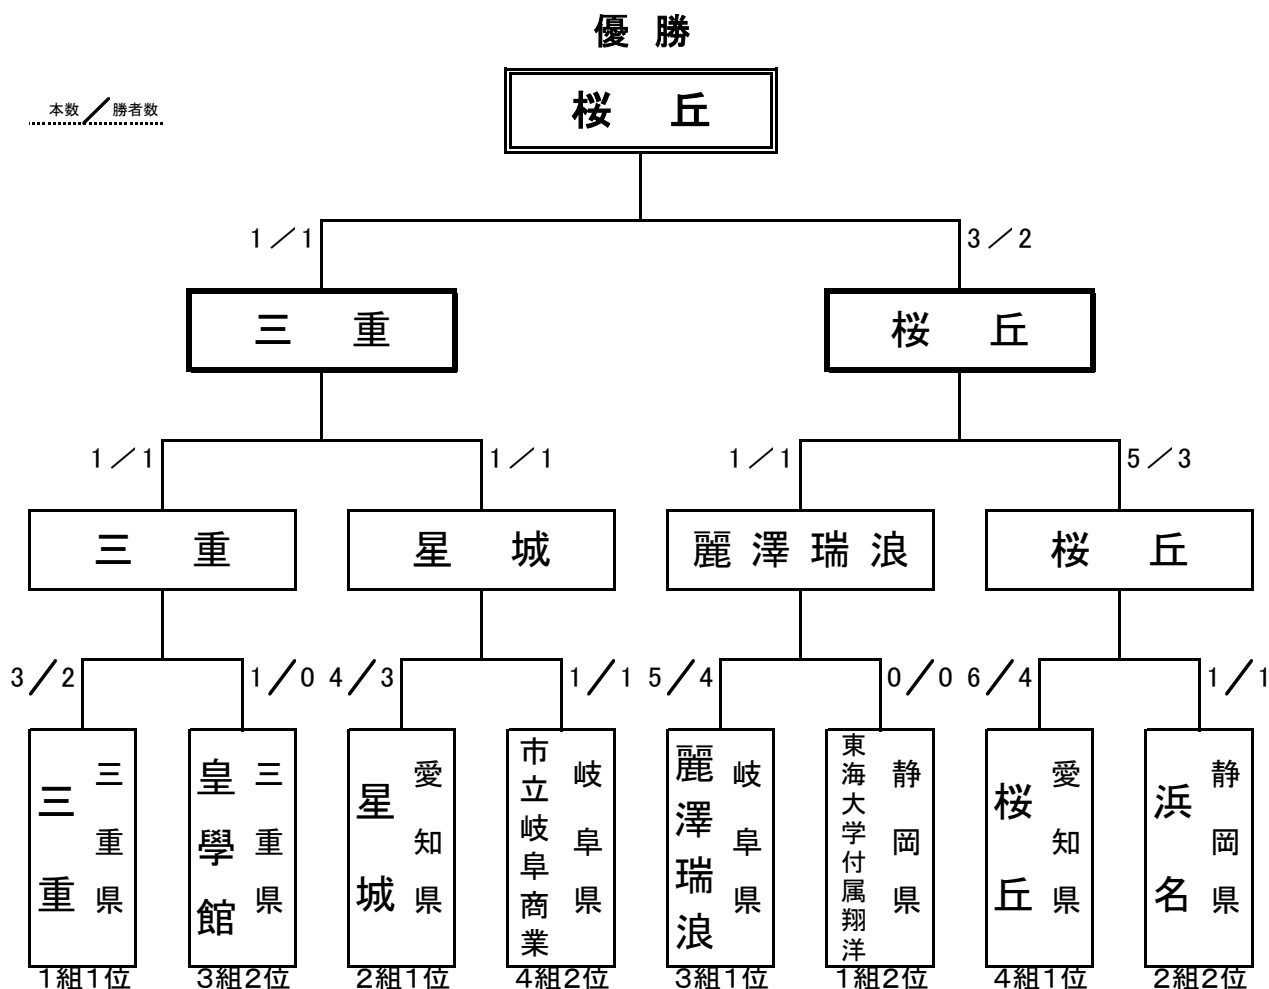 優 勝
桜 丘
本数／勝者数
1／1
3／2
三 重
桜 丘
1／1
1／1
1／1
5／3
三 重
星 城
麗澤瑞浪
桜 丘
3／2
1／0
4／3
1／1
5／4
0／0
6／4
1／1
三重県
三重
三重県
皇學館
愛知県
星城
岐阜県
市立岐阜商業
岐阜県
麗澤瑞浪
静岡県
東海大学付属翔洋
愛知県
桜丘
静岡県
浜名
1組1位
3組2位
2組1位
4組2位
3組1位
1組2位
4組1位
2組2位